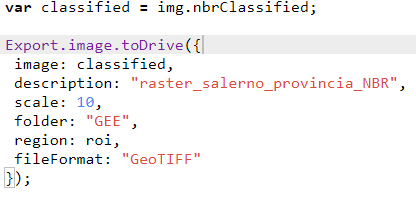 var classified = img.nbrClassified;
Export.image.toDrive({
image: classified,
description: "raster_salerno_provincia_NBR",
scale: 10,
folder: "GEE",
region: roi,
fileFormat: "GeoTIFF"
});